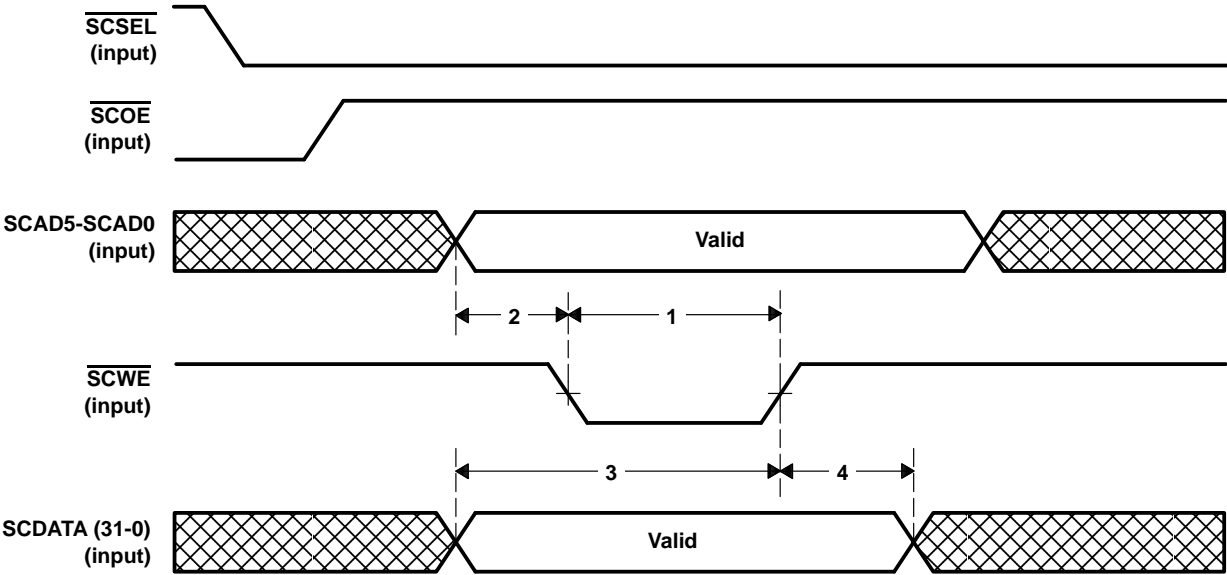 SCSEL
(input)
SCOE
(input)
SCAD5-SCAD0
(input)
Valid
2
1
SCWE
(input)
3
4
SCDATA (31-0)
(input)
Valid